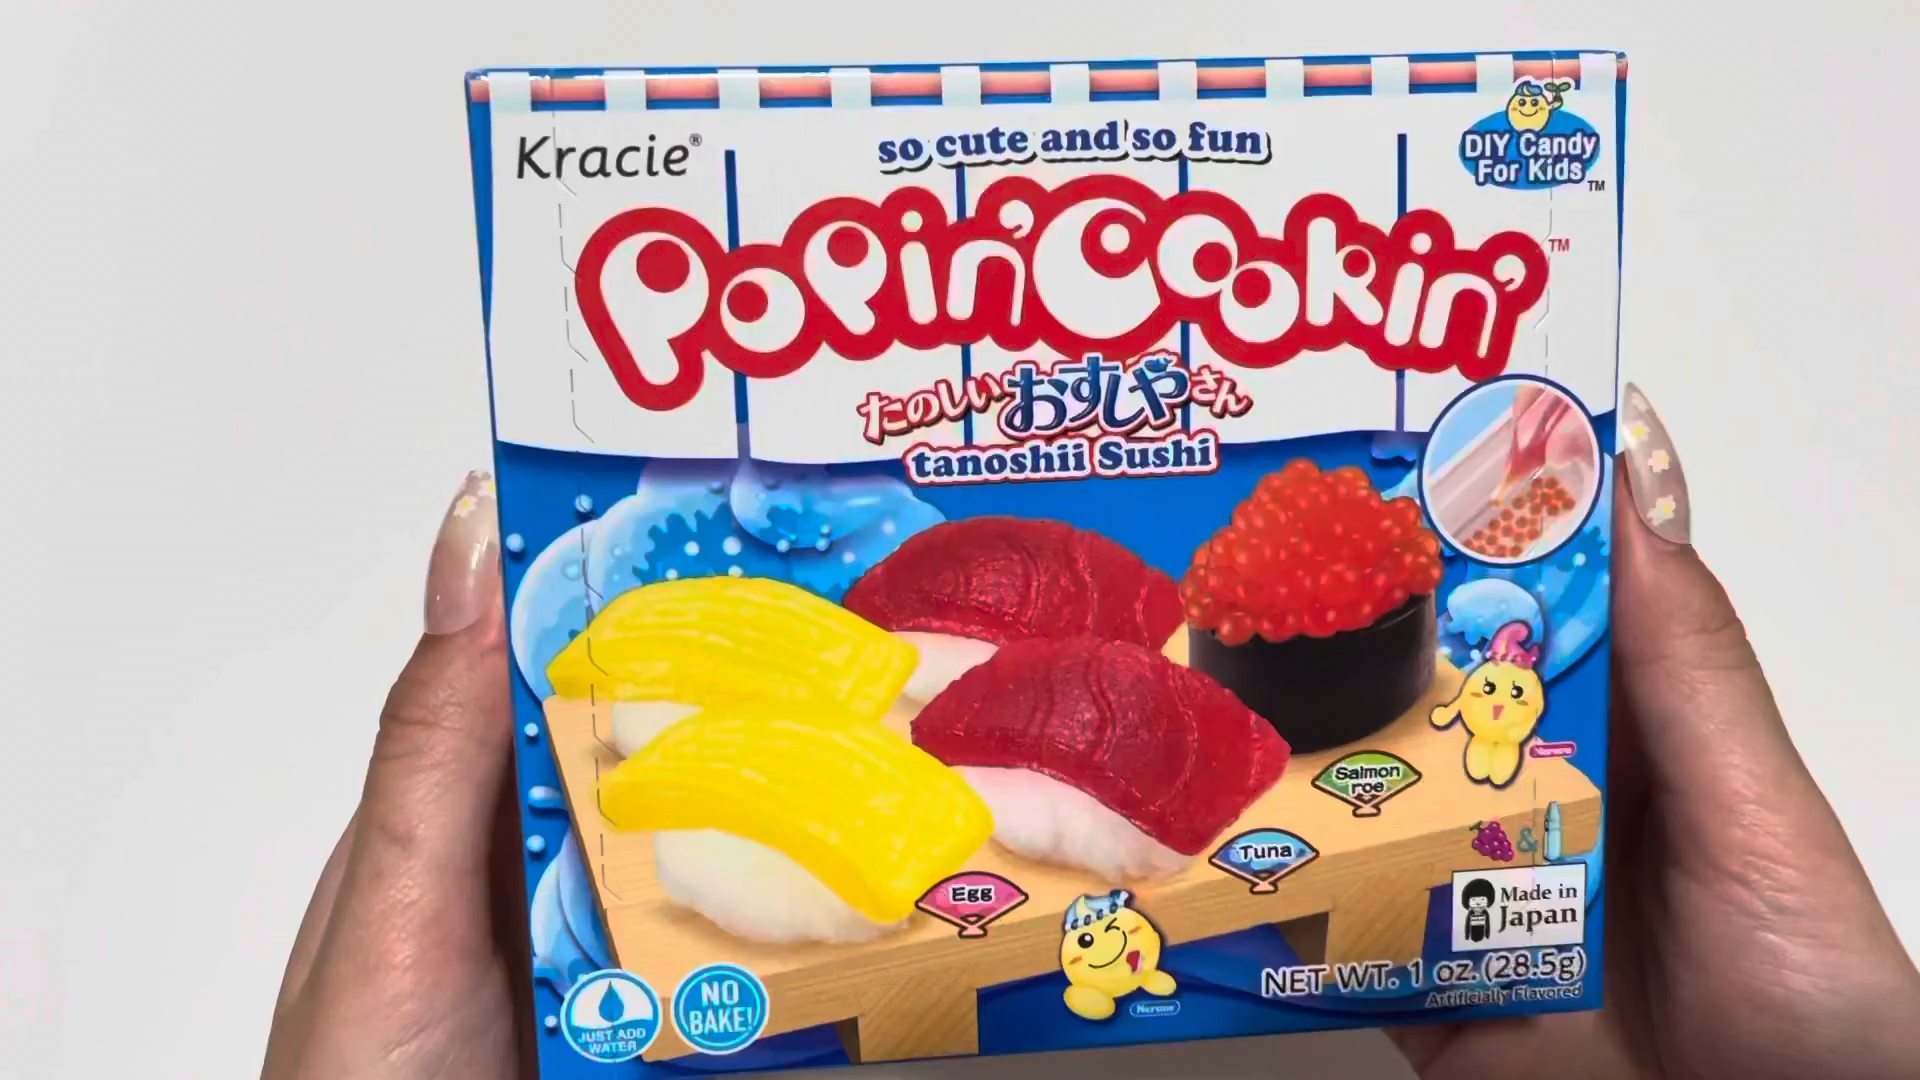 Kracie®
so cute and so fun
DIY Candy
For Kids™
Popin'Cookin'™
たのしいおすしやさん
tanoshii Sushi
Salmon
roe
Tuna
Egg
&
Made in
Japan
JUST ADD
WATER
NO
BAKE!
NET WT. 1 oz. (28.5g)
Artificially Flavored